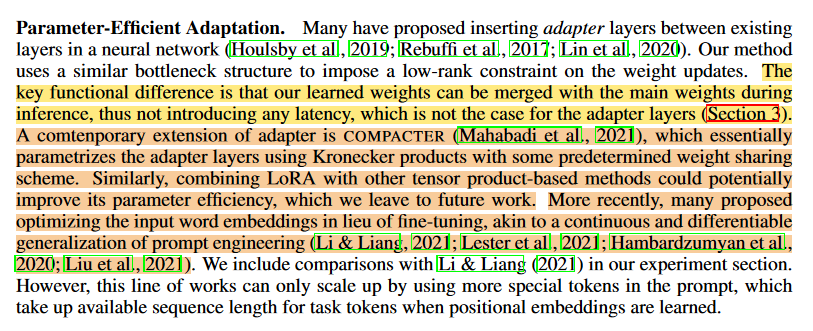 Parameter-Efficient Adaptation. Many have proposed inserting adapter layers between existing
layers in a neural network (Houlsby et al., 2019; Rebuffi et al., 2017; Lin et al., 2020). Our method
uses a similar bottleneck structure to impose a low-rank constraint on the weight updates. The
key functional difference is that our learned weights can be merged with the main weights during
inference, thus not introducing any latency, which is not the case for the adapter layers (Section 3).
A comtenporary extension of adapter is COMPACTER (Mahabadi et al., 2021), which essentially
parametrizes the adapter layers using Kronecker products with some predetermined weight sharing
scheme. Similarly, combining LoRA with other tensor product-based methods could potentially
improve its parameter efficiency, which we leave to future work. More recently, many proposed
optimizing the input word embeddings in lieu of fine-tuning, akin to a continuous and differentiable
generalization of prompt engineering (Li & Liang, 2021; Lester et al., 2021; Hambardzumyan et al.,
2020; Liu et al., 2021). We include comparisons with Li & Liang (2021) in our experiment section.
However, this line of works can only scale up by using more special tokens in the prompt, which
take up available sequence length for task tokens when positional embeddings are learned.